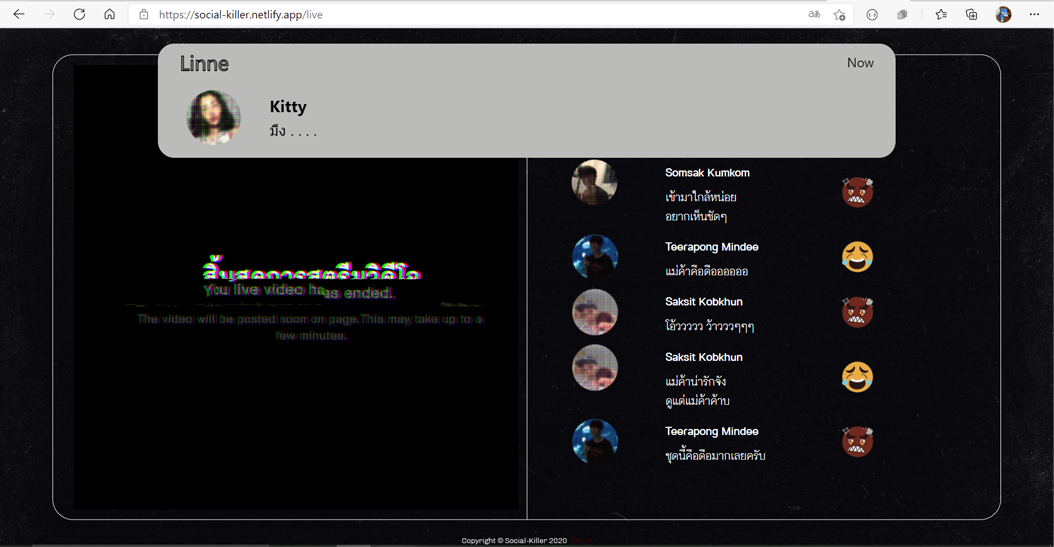 https://social-killer.netlify.app/live
Linne
Now
Kitty
มึง . . . .
สิ้นสุดการสตรีมวิดีโอ
You live video has ended.
The video will be posted soon on page.This may take up to a
few minutes.
Somsak Kumkom
เข้ามาใกล้หน่อย
อยากเห็นชัดๆ
Teerapong Mindee
แม่ค้าคือดีออออออ
Saksit Kobkhun
โอ้ววววว ว้าวววๆๆๆ
Saksit Kobkhun
แม่ค้าน่ารักจัง
ดูแต่แม่ค้าค้าบ
Teerapong Mindee
ชุดนี้คือดีมากเลยครับ
Copyright © Social-Killer 2020